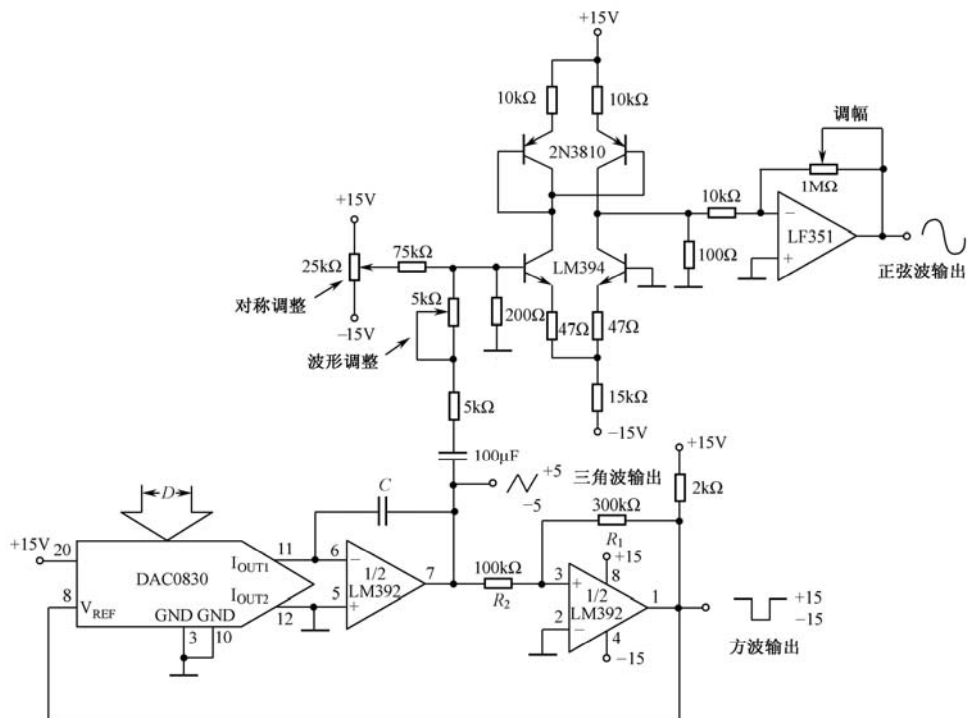 +15V
10kΩ
10kΩ
2N3810
调幅
1MΩ
10kΩ
LF351
−
+
正弦波输出
100Ω
+15V
25kΩ
对称调整
−15V
75kΩ
5kΩ
波形调整
200Ω
LM394
47Ω
47Ω
15kΩ
−15V
5kΩ
100μF
+5
−5
三角波输出
+15V
2kΩ
300kΩ
R1
C
D
+15V
20
8
DAC0830
VREF
IOUT1
IOUT2
GND GND
3
10
11
12
6
5
−
+
1/2
LM392
7
100kΩ
R2
3
2
+
−
1/2
LM392
+15
8
4
−15
1
+15
−15
方波输出